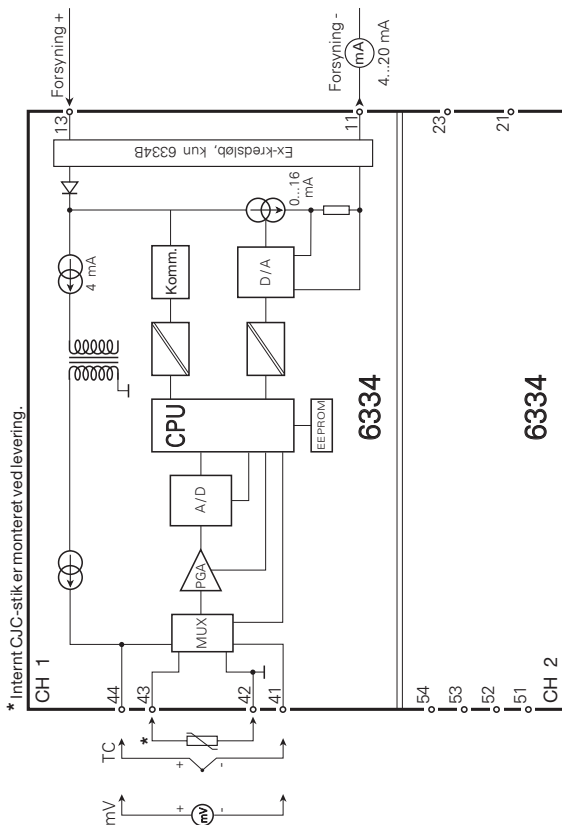 * Internt CJC-stik er monteret ved levering.
CH 1
44
43
42
41
TC
+
-
*
mV
+
-
mV
MUX
PGA
A/D
CPU
EEPROM
Komm.
D/A
4 mA
0...16
mA
Ex-kredsløb, kun 6334B
13
11
Forsyning +
Forsyning -
mA
4...20 mA
6334
54
53
52
51
CH 2
6334
23
21